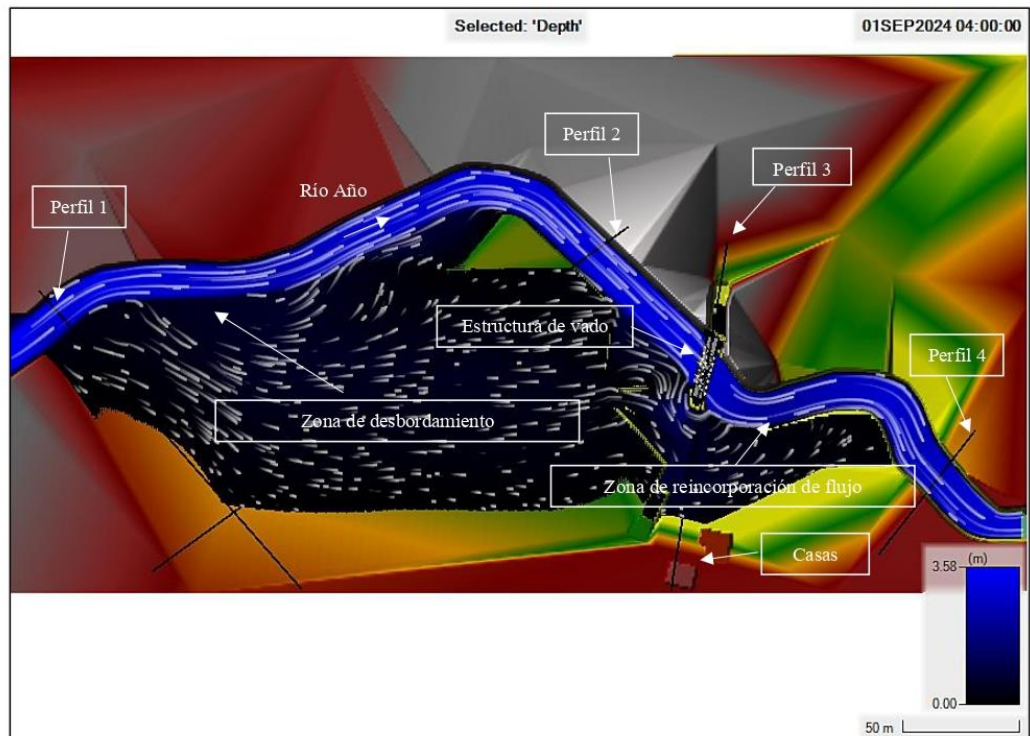 Selected: 'Depth'
01SEP2024 04:00:00
Perfil 2
Perfil 3
Río Año
Perfil 1
Estructura de vado
Perfil 4
Zona de desbordamiento
Zona de reincorporación de flujo
Casas
3.58
(m)
0.00
50 m